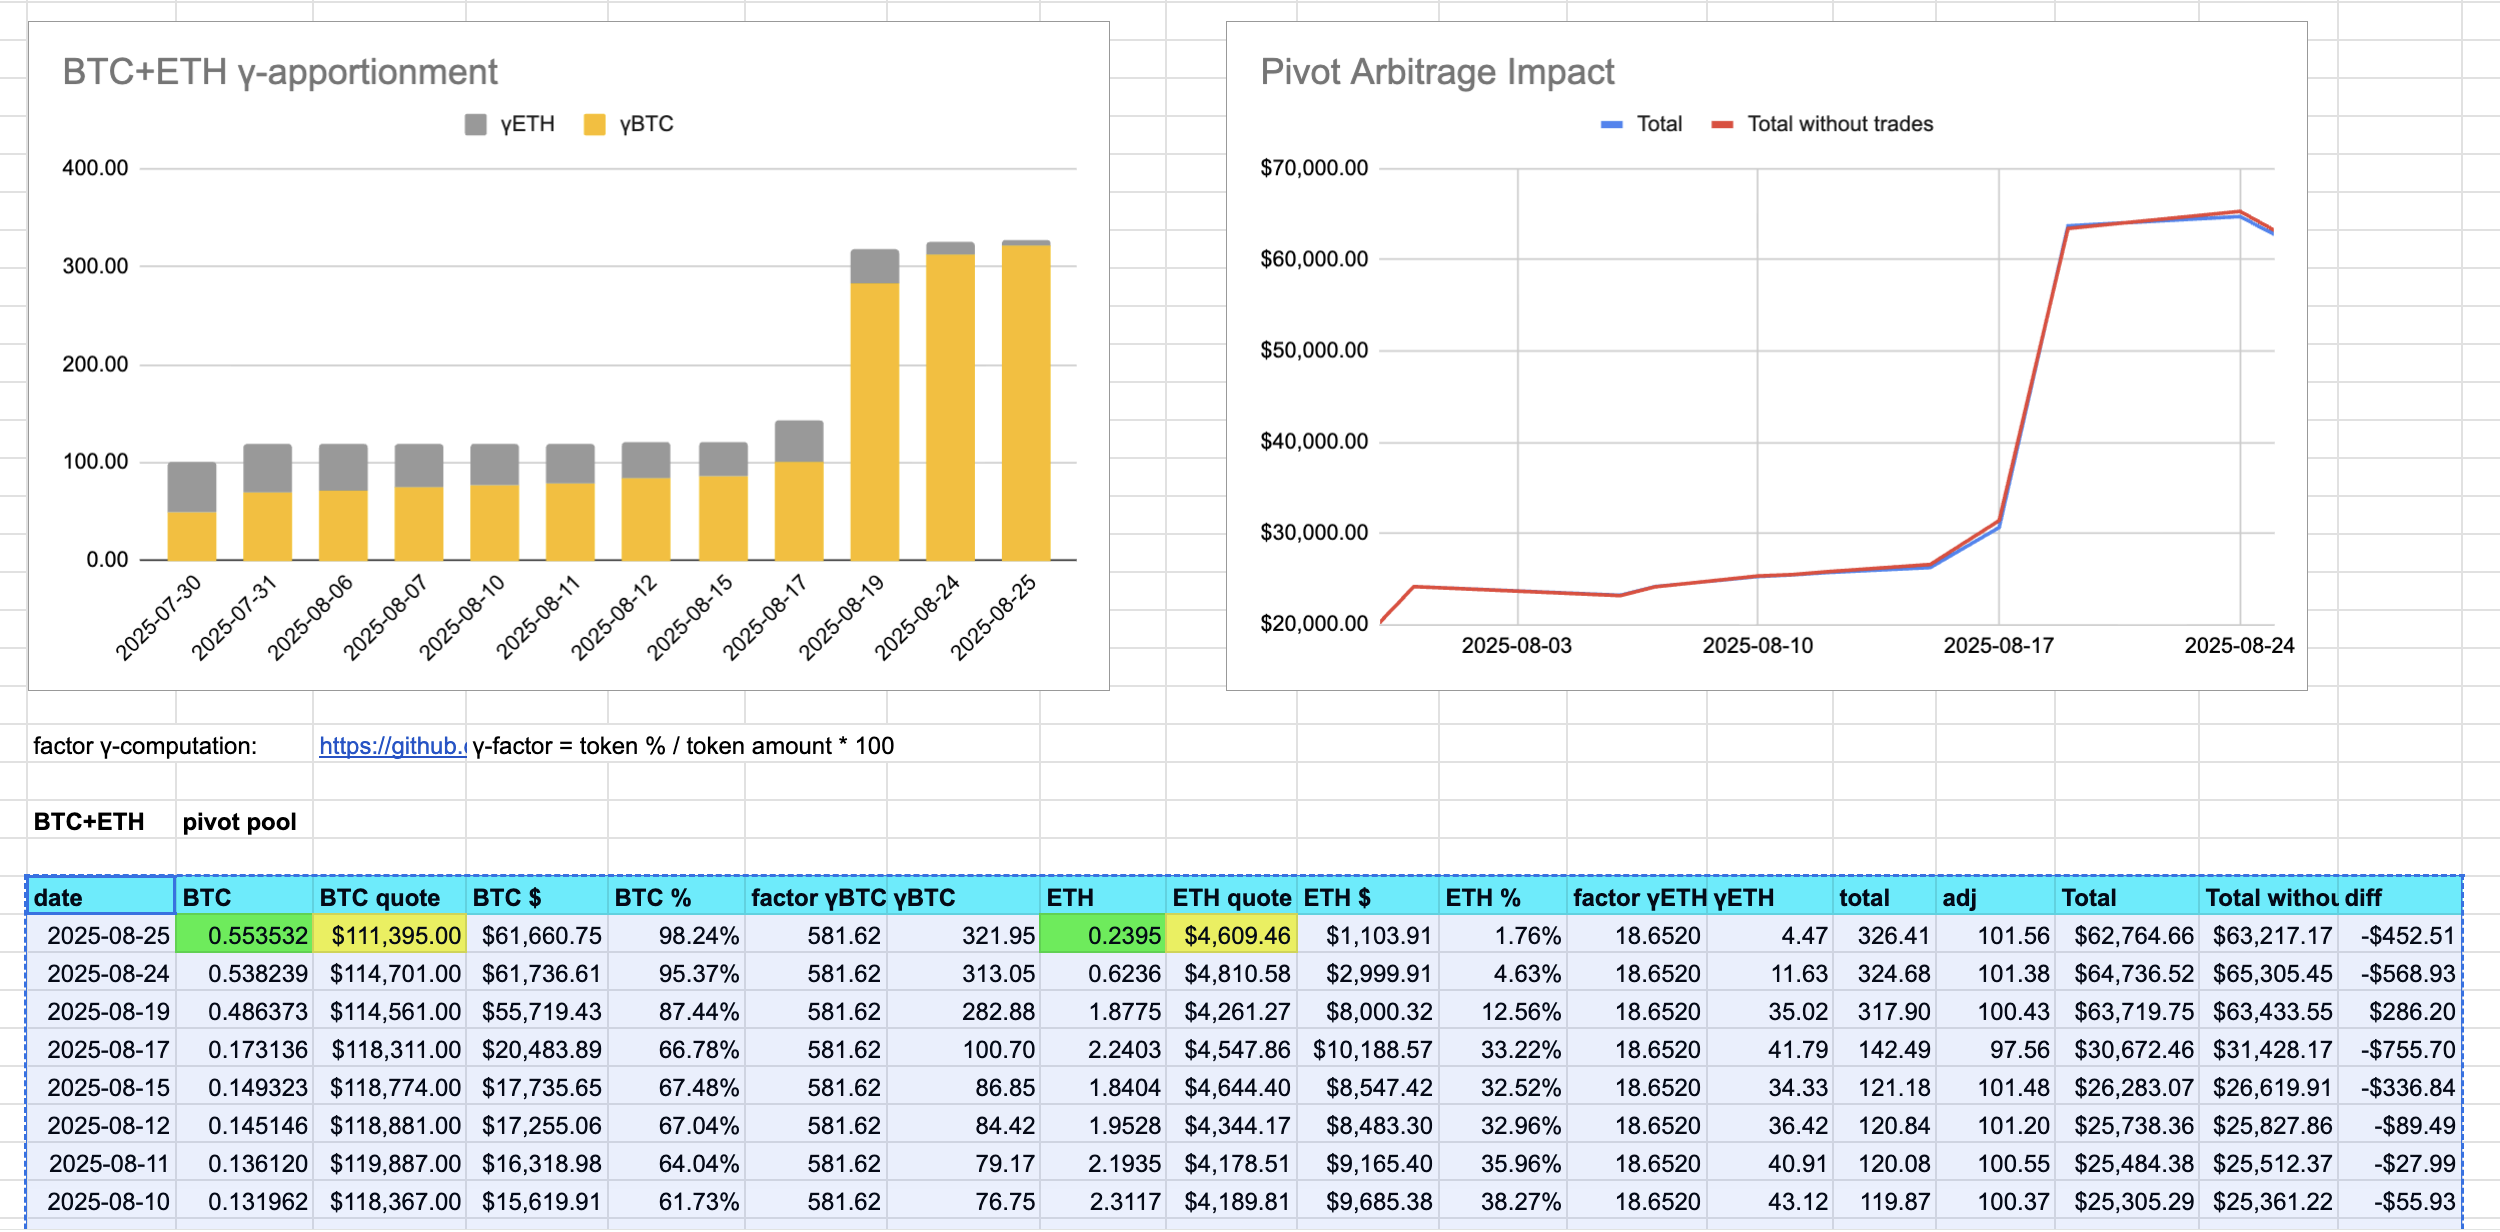 BTC+ETH γ-apportionment
γETH γBTC
400.00
300.00
200.00
100.00
0.00
2025-07-30 2025-07-31 2025-08-06 2025-08-07 2025-08-10 2025-08-11 2025-08-12 2025-08-15 2025-08-17 2025-08-19 2025-08-24 2025-08-25
Pivot Arbitrage Impact
Total Total without trades
$70,000.00
$60,000.00
$50,000.00
$40,000.00
$30,000.00
$20,000.00
2025-08-03 2025-08-10 2025-08-17 2025-08-24
factor γ-computation: https://github. γ-factor = token % / token amount * 100
BTC+ETH pivot pool
date BTC BTC quote BTC $ BTC % factor γBTC γBTC ETH ETH quote ETH $ ETH % factor γETH γETH total adj Total Total withou diff
2025-08-25 0.553532 $111,395.00 $61,660.75 98.24% 581.62 321.95 0.2395 $4,609.46 $1,103.91 1.76% 18.6520 4.47 326.41 101.56 $62,764.66 $63,217.17 -$452.51
2025-08-24 0.538239 $114,701.00 $61,736.61 95.37% 581.62 313.05 0.6236 $4,810.58 $2,999.91 4.63% 18.6520 11.63 324.68 101.38 $64,736.52 $65,305.45 -$568.93
2025-08-19 0.486373 $114,561.00 $55,719.43 87.44% 581.62 282.88 1.8775 $4,261.27 $8,000.32 12.56% 18.6520 35.02 317.90 100.43 $63,719.75 $63,433.55 $286.20
2025-08-17 0.173136 $118,311.00 $20,483.89 66.78% 581.62 100.70 2.2403 $4,547.86 $10,188.57 33.22% 18.6520 41.79 142.49 97.56 $30,672.46 $31,428.17 -$755.70
2025-08-15 0.149323 $118,774.00 $17,735.65 67.48% 581.62 86.85 1.8404 $4,644.40 $8,547.42 32.52% 18.6520 34.33 121.18 101.48 $26,283.07 $26,619.91 -$336.84
2025-08-12 0.145146 $118,881.00 $17,255.06 67.04% 581.62 84.42 1.9528 $4,344.17 $8,483.30 32.96% 18.6520 36.42 120.84 101.20 $25,738.36 $25,827.86 -$89.49
2025-08-11 0.136120 $119,887.00 $16,318.98 64.04% 581.62 79.17 2.1935 $4,178.51 $9,165.40 35.96% 18.6520 40.91 120.08 100.55 $25,484.38 $25,512.37 -$27.99
2025-08-10 0.131962 $118,367.00 $15,619.91 61.73% 581.62 76.75 2.3117 $4,189.81 $9,685.38 38.27% 18.6520 43.12 119.87 100.37 $25,305.29 $25,361.22 -$55.93